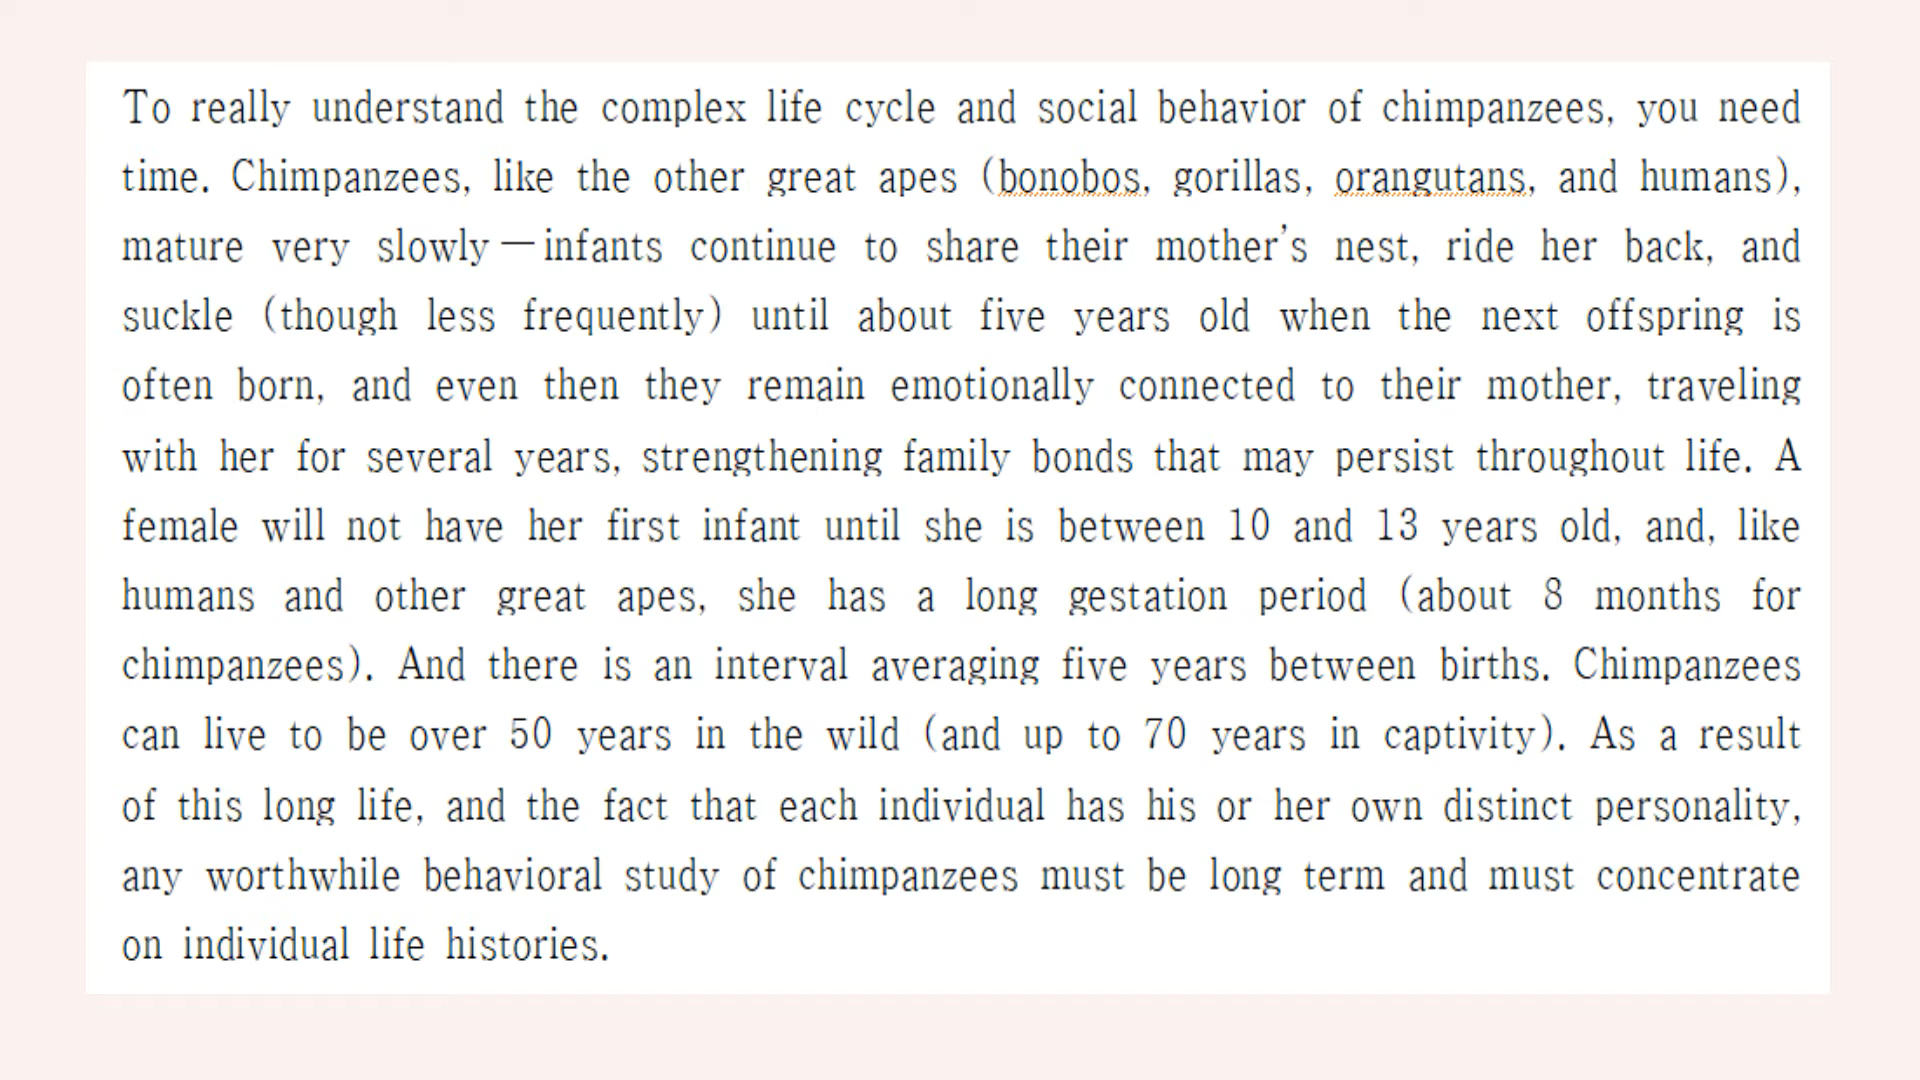 To really understand the complex life cycle and social behavior of chimpanzees, you need
time. Chimpanzees, like the other great apes (bonobos, gorillas, orangutans, and humans),
mature very slowly—infants continue to share their mother's nest, ride her back, and
suckle (though less frequently) until about five years old when the next offspring is
often born, and even then they remain emotionally connected to their mother, traveling
with her for several years, strengthening family bonds that may persist throughout life. A
female will not have her first infant until she is between 10 and 13 years old, and, like
humans and other great apes, she has a long gestation period (about 8 months for
chimpanzees). And there is an interval averaging five years between births. Chimpanzees
can live to be over 50 years in the wild (and up to 70 years in captivity). As a result
of this long life, and the fact that each individual has his or her own distinct personality,
any worthwhile behavioral study of chimpanzees must be long term and must concentrate
on individual life histories.